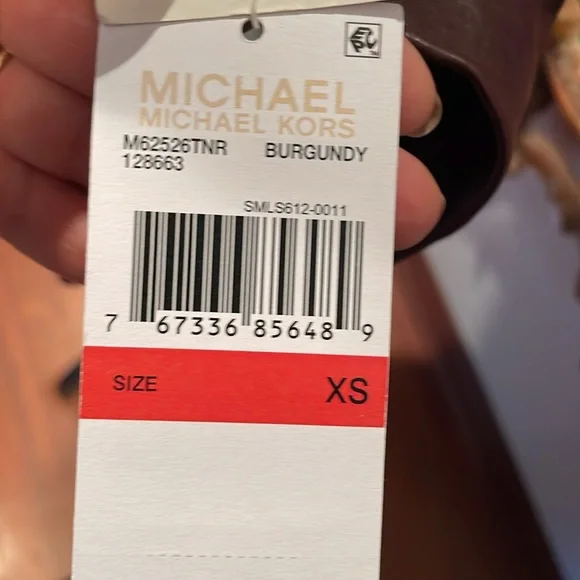 MICHAEL
MICHAEL KORS
M62526TNR BURGUNDY
128663
SMLS612-0011
7 67336 85648 9
SIZE XS